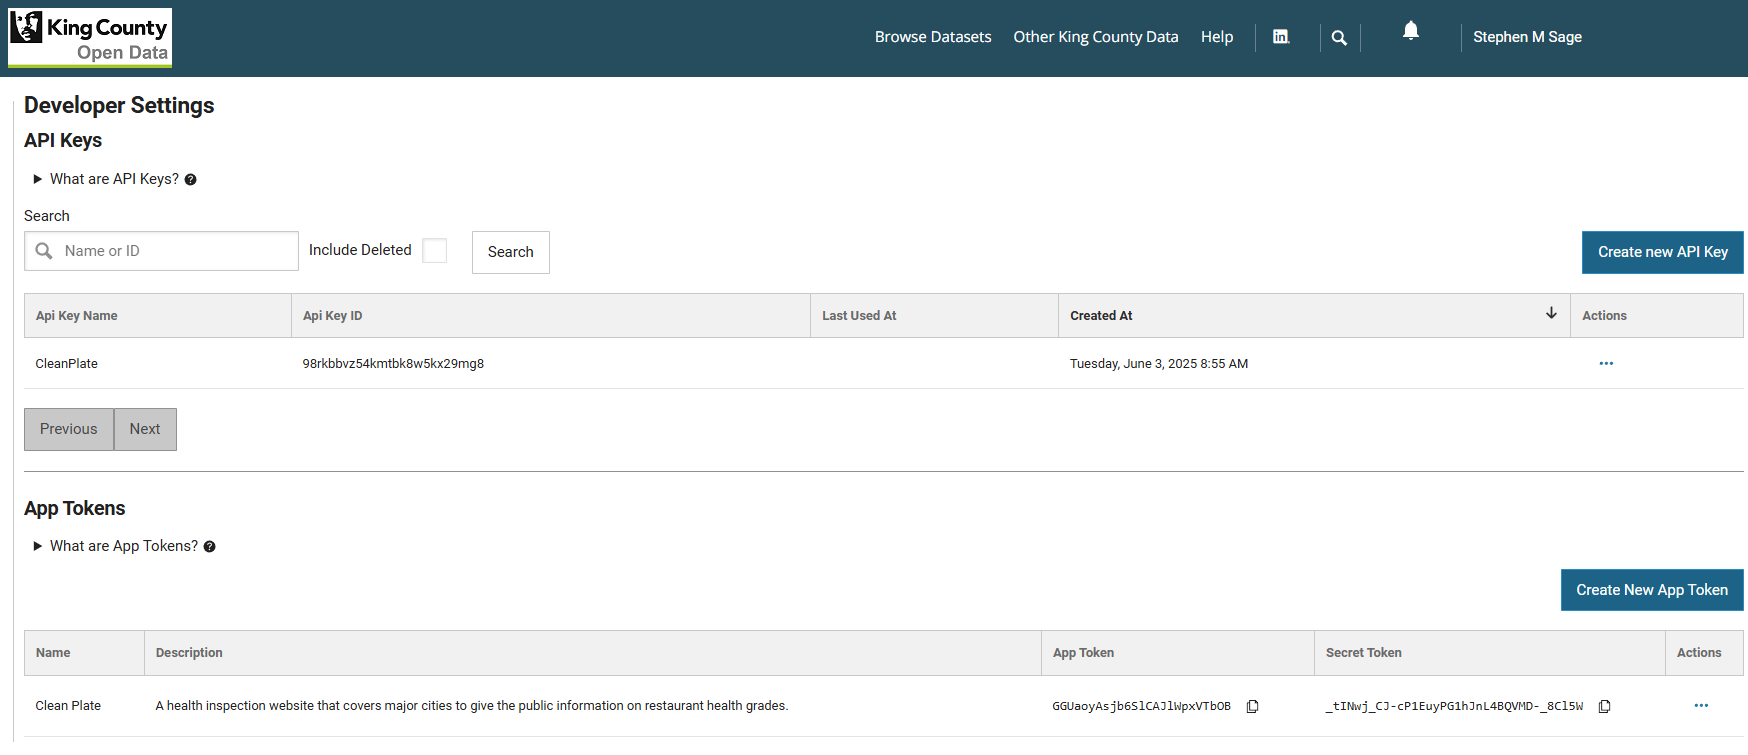 King County
Open Data
Browse Datasets Other King County Data Help in Stephen M Sage
Developer Settings
API Keys
What are API Keys? ?
Search
Name or ID Include Deleted Search Create new API Key
Api Key Name Api Key ID Last Used At Created At Actions
CleanPlate 98rkbbvz54kmtbk8w5kx29mg8 Tuesday, June 3, 2025 8:55 AM ...
Previous Next
App Tokens
What are App Tokens? ?
Create New App Token
Name Description App Token Secret Token Actions
Clean Plate A health inspection website that covers major cities to give the public information on restaurant health grades. GGUaoyAsjb6SlCAJlWpxVTbOB _tINwj_CJ-cP1EuyPG1hJnL4BQVMD-_8Cl5W ...